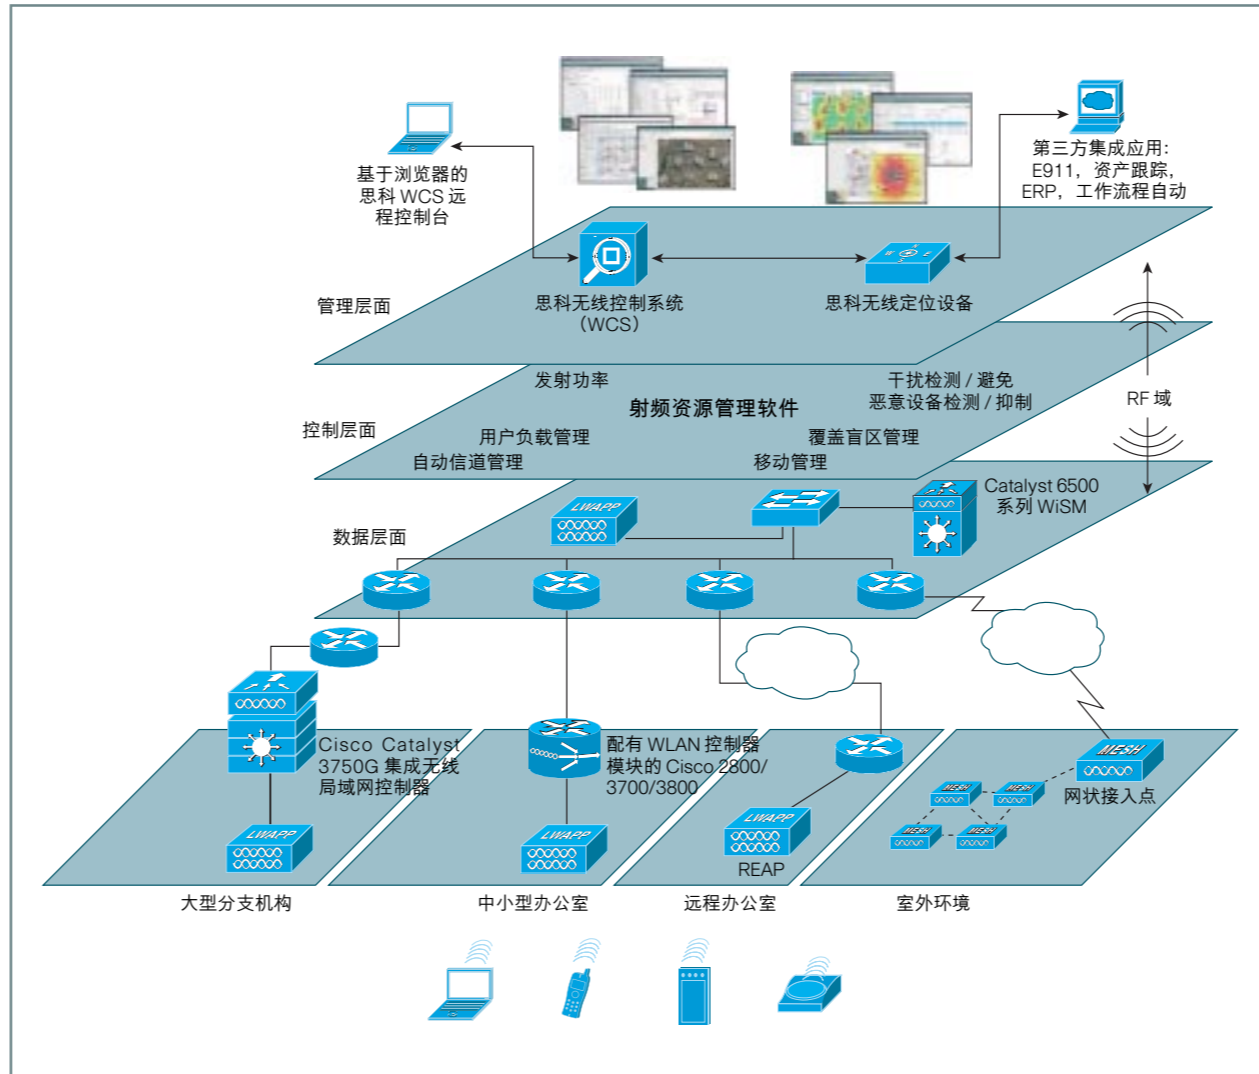 基于浏览器的
思科 WCS 远
程控制台
第三方集成应用:
E911，资产跟踪，
ERP，工作流程自动
管理层面
思科无线控制系统
（WCS）
思科无线定位设备
发射功率
干扰检测 / 避免
恶意设备检测 / 抑制
射频资源管理软件
RF 域
控制层面
用户负载管理
覆盖盲区管理
自动信道管理
移动管理
Catalyst 6500
系列 WiSM
LWAPP
数据层面
Cisco Catalyst
3750G 集成无线
局域网控制器
配有 WLAN 控制器
模块的 Cisco 2800/
3700/3800
MESH
网状接入点
MESH
MESH
MESH
MESH
LWAPP
LWAPP
LWAPP
REAP
大型分支机构
中小型办公室
远程办公室
室外环境